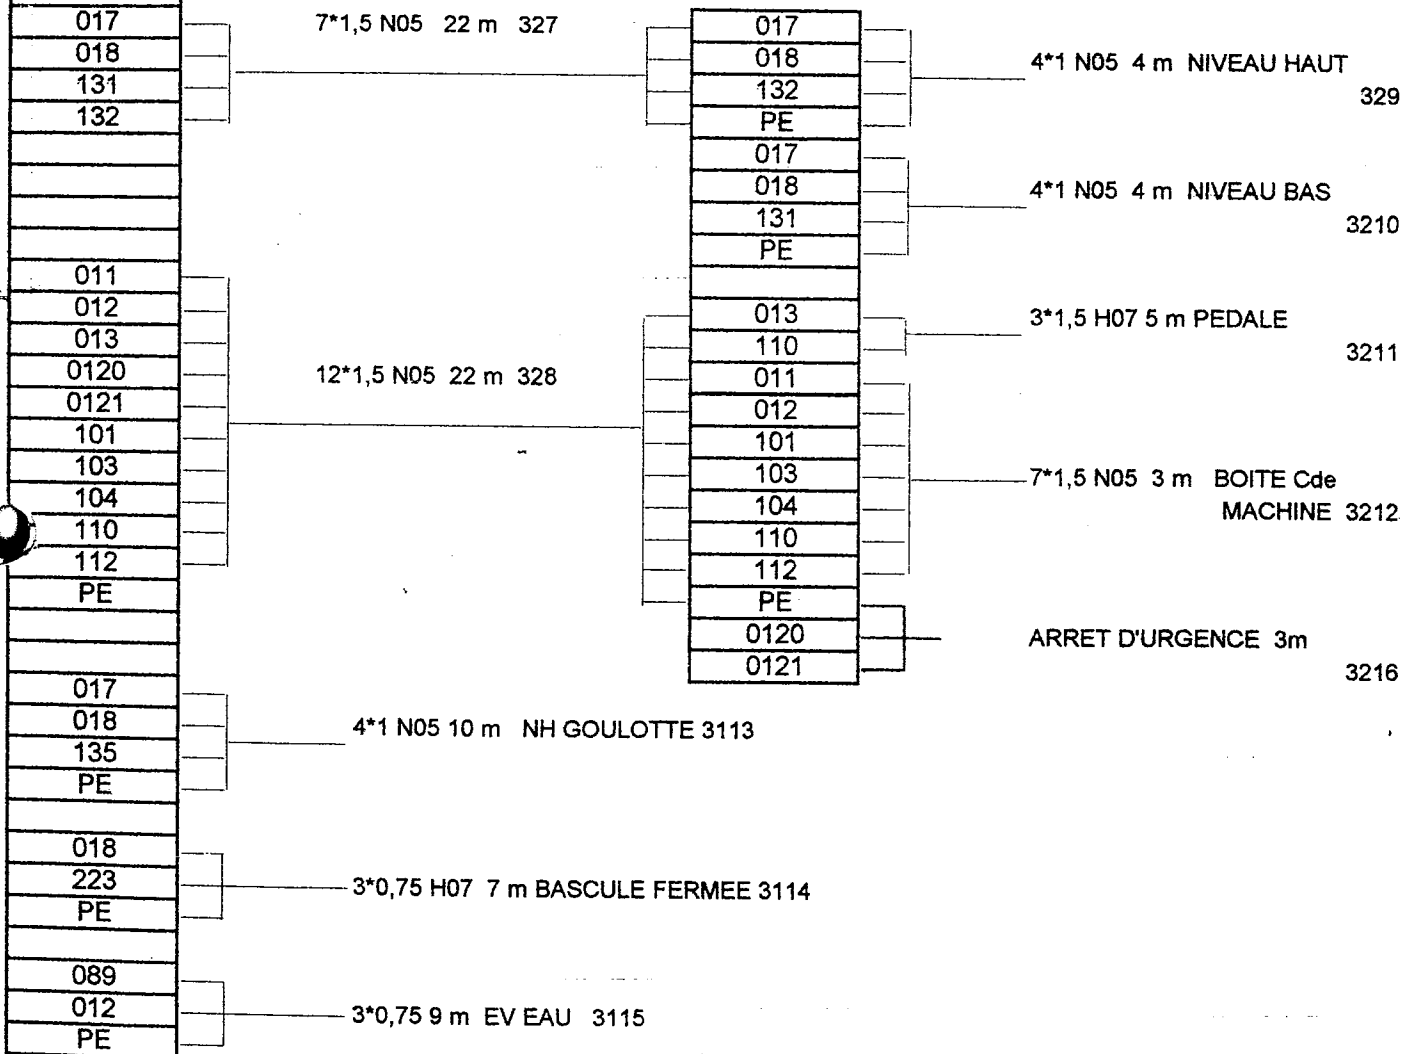 017
018
131
132
011
012
013
0120
0121
101
103
104
110
112
PE
017
018
135
PE
018
223
PE
089
012
PE
7*1,5 N05 22 m 327
12*1,5 N05 22 m 328
4*1 N05 10 m NH GOULOTTE 3113
3*0,75 H07 7 m BASCULE FERMEE 3114
3*0,75 9 m EV EAU 3115
017
018
132
PE
017
018
131
PE
013
110
011
012
101
103
104
110
112
PE
0120
0121
4*1 N05 4 m NIVEAU HAUT
329
4*1 N05 4 m NIVEAU BAS
3210
3*1,5 H07 5 m PEDALE
3211
7*1,5 N05 3 m BOITE Cde
MACHINE 3212
ARRET D'URGENCE 3m
3216